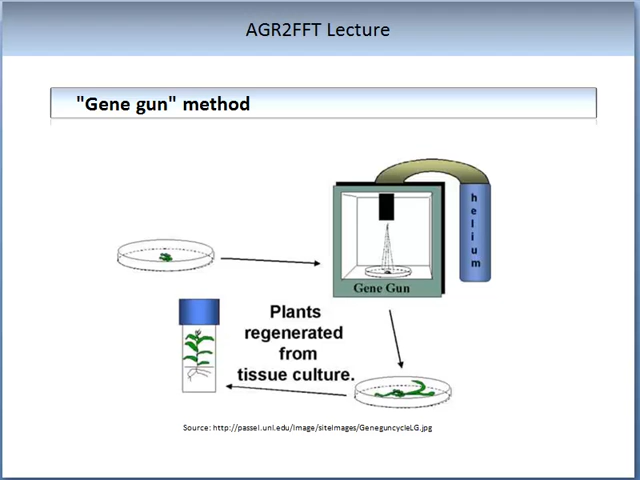 AGR2FFT Lecture
"Gene gun" method
helium
Gene Gun
Plants
regenerated
from
tissue culture.
Source: http://passel.unl.edu/Image/siteImages/GeneguncycleLG.jpg